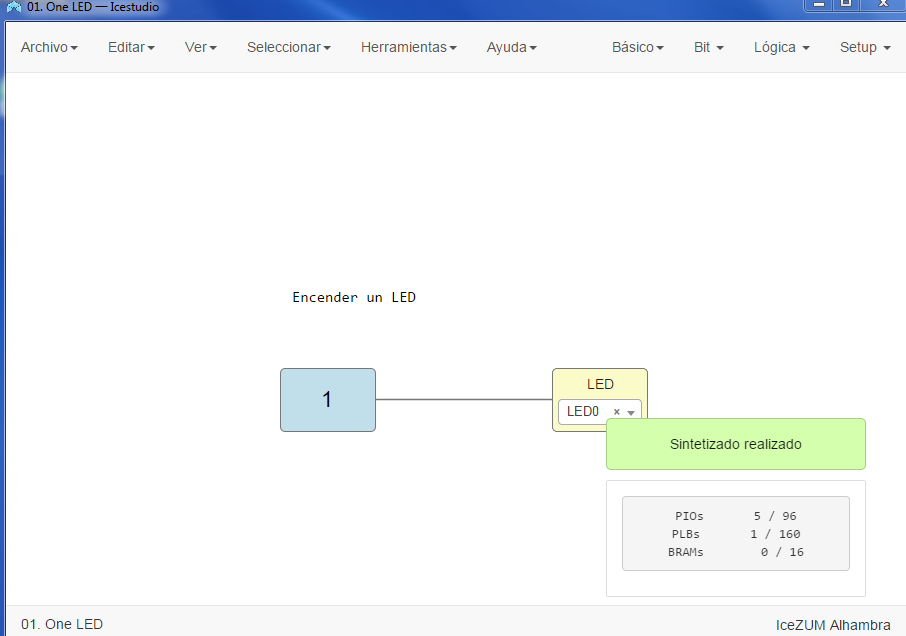 01. One LED — Icestudio
Archivo Editar Ver Seleccionar Herramientas Ayuda Básico Bit Lógica Setup
Encender un LED
1
LED
LED0 ×
Sintetizado realizado
PIOs 5 / 96
PLBs 1 / 160
BRAMs 0 / 16
01. One LED IceZUM Alhambra